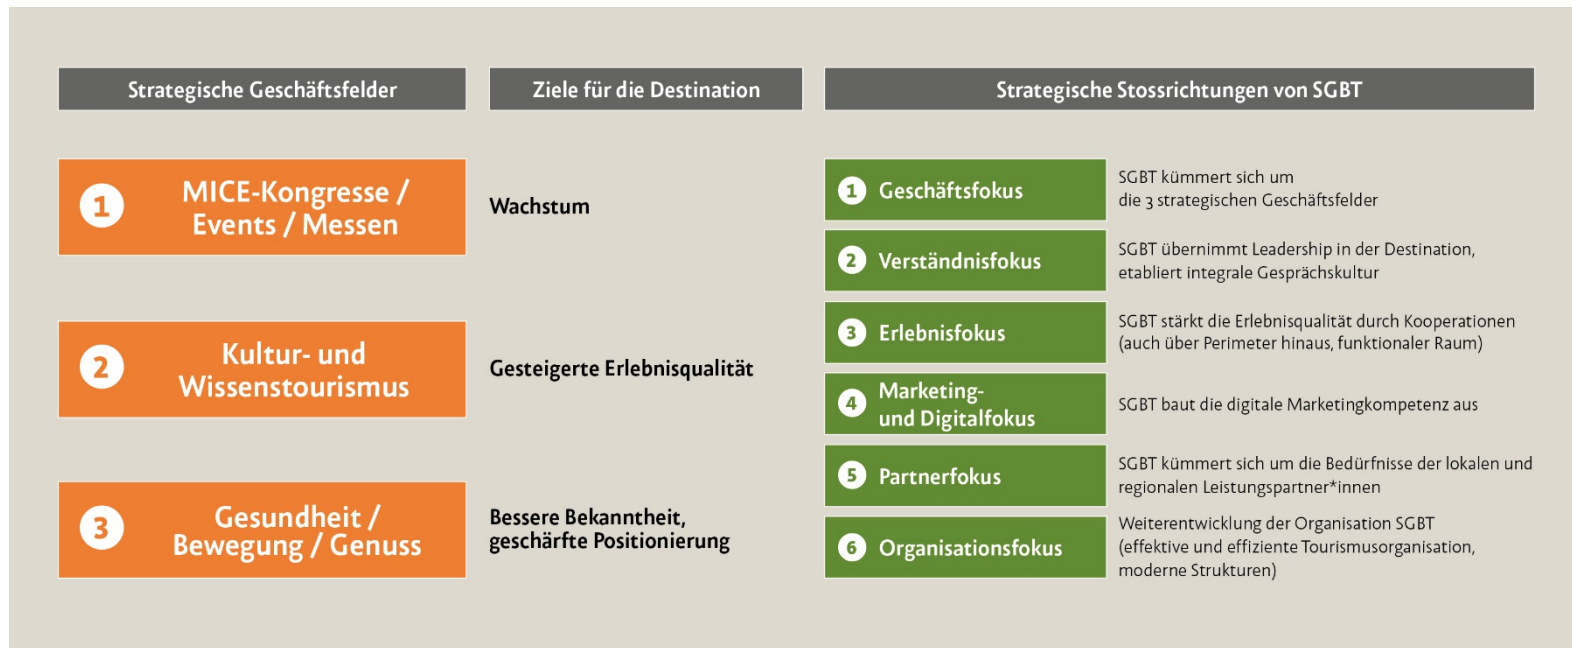 Strategische Geschäftsfelder
Ziele für die Destination
Strategische Stossrichtungen von SGBT
1
MICE-Kongresse /
Events / Messen
Wachstum
2
Kultur- und
Wissenstourismus
Gesteigerte Erlebnisqualität
3
Gesundheit /
Bewegung / Genuss
Bessere Bekanntheit,
geschärfte Positionierung
1 Geschäftsfokus
SGBT kümmert sich um
die 3 strategischen Geschäftsfelder
2 Verständnisfokus
SGBT übernimmt Leadership in der Destination,
etabliert integrale Gesprächskultur
3 Erlebnisfokus
SGBT stärkt die Erlebnisqualität durch Kooperationen
(auch über Perimeter hinaus, funktionaler Raum)
4 Marketing-
und Digitalfokus
SGBT baut die digitale Marketingkompetenz aus
5 Partnerfokus
SGBT kümmert sich um die Bedürfnisse der lokalen und
regionalen Leistungspartner*innen
6 Organisationsfokus
Weiterentwicklung der Organisation SGBT
(effektive und effiziente Tourismusorganisation,
moderne Strukturen)